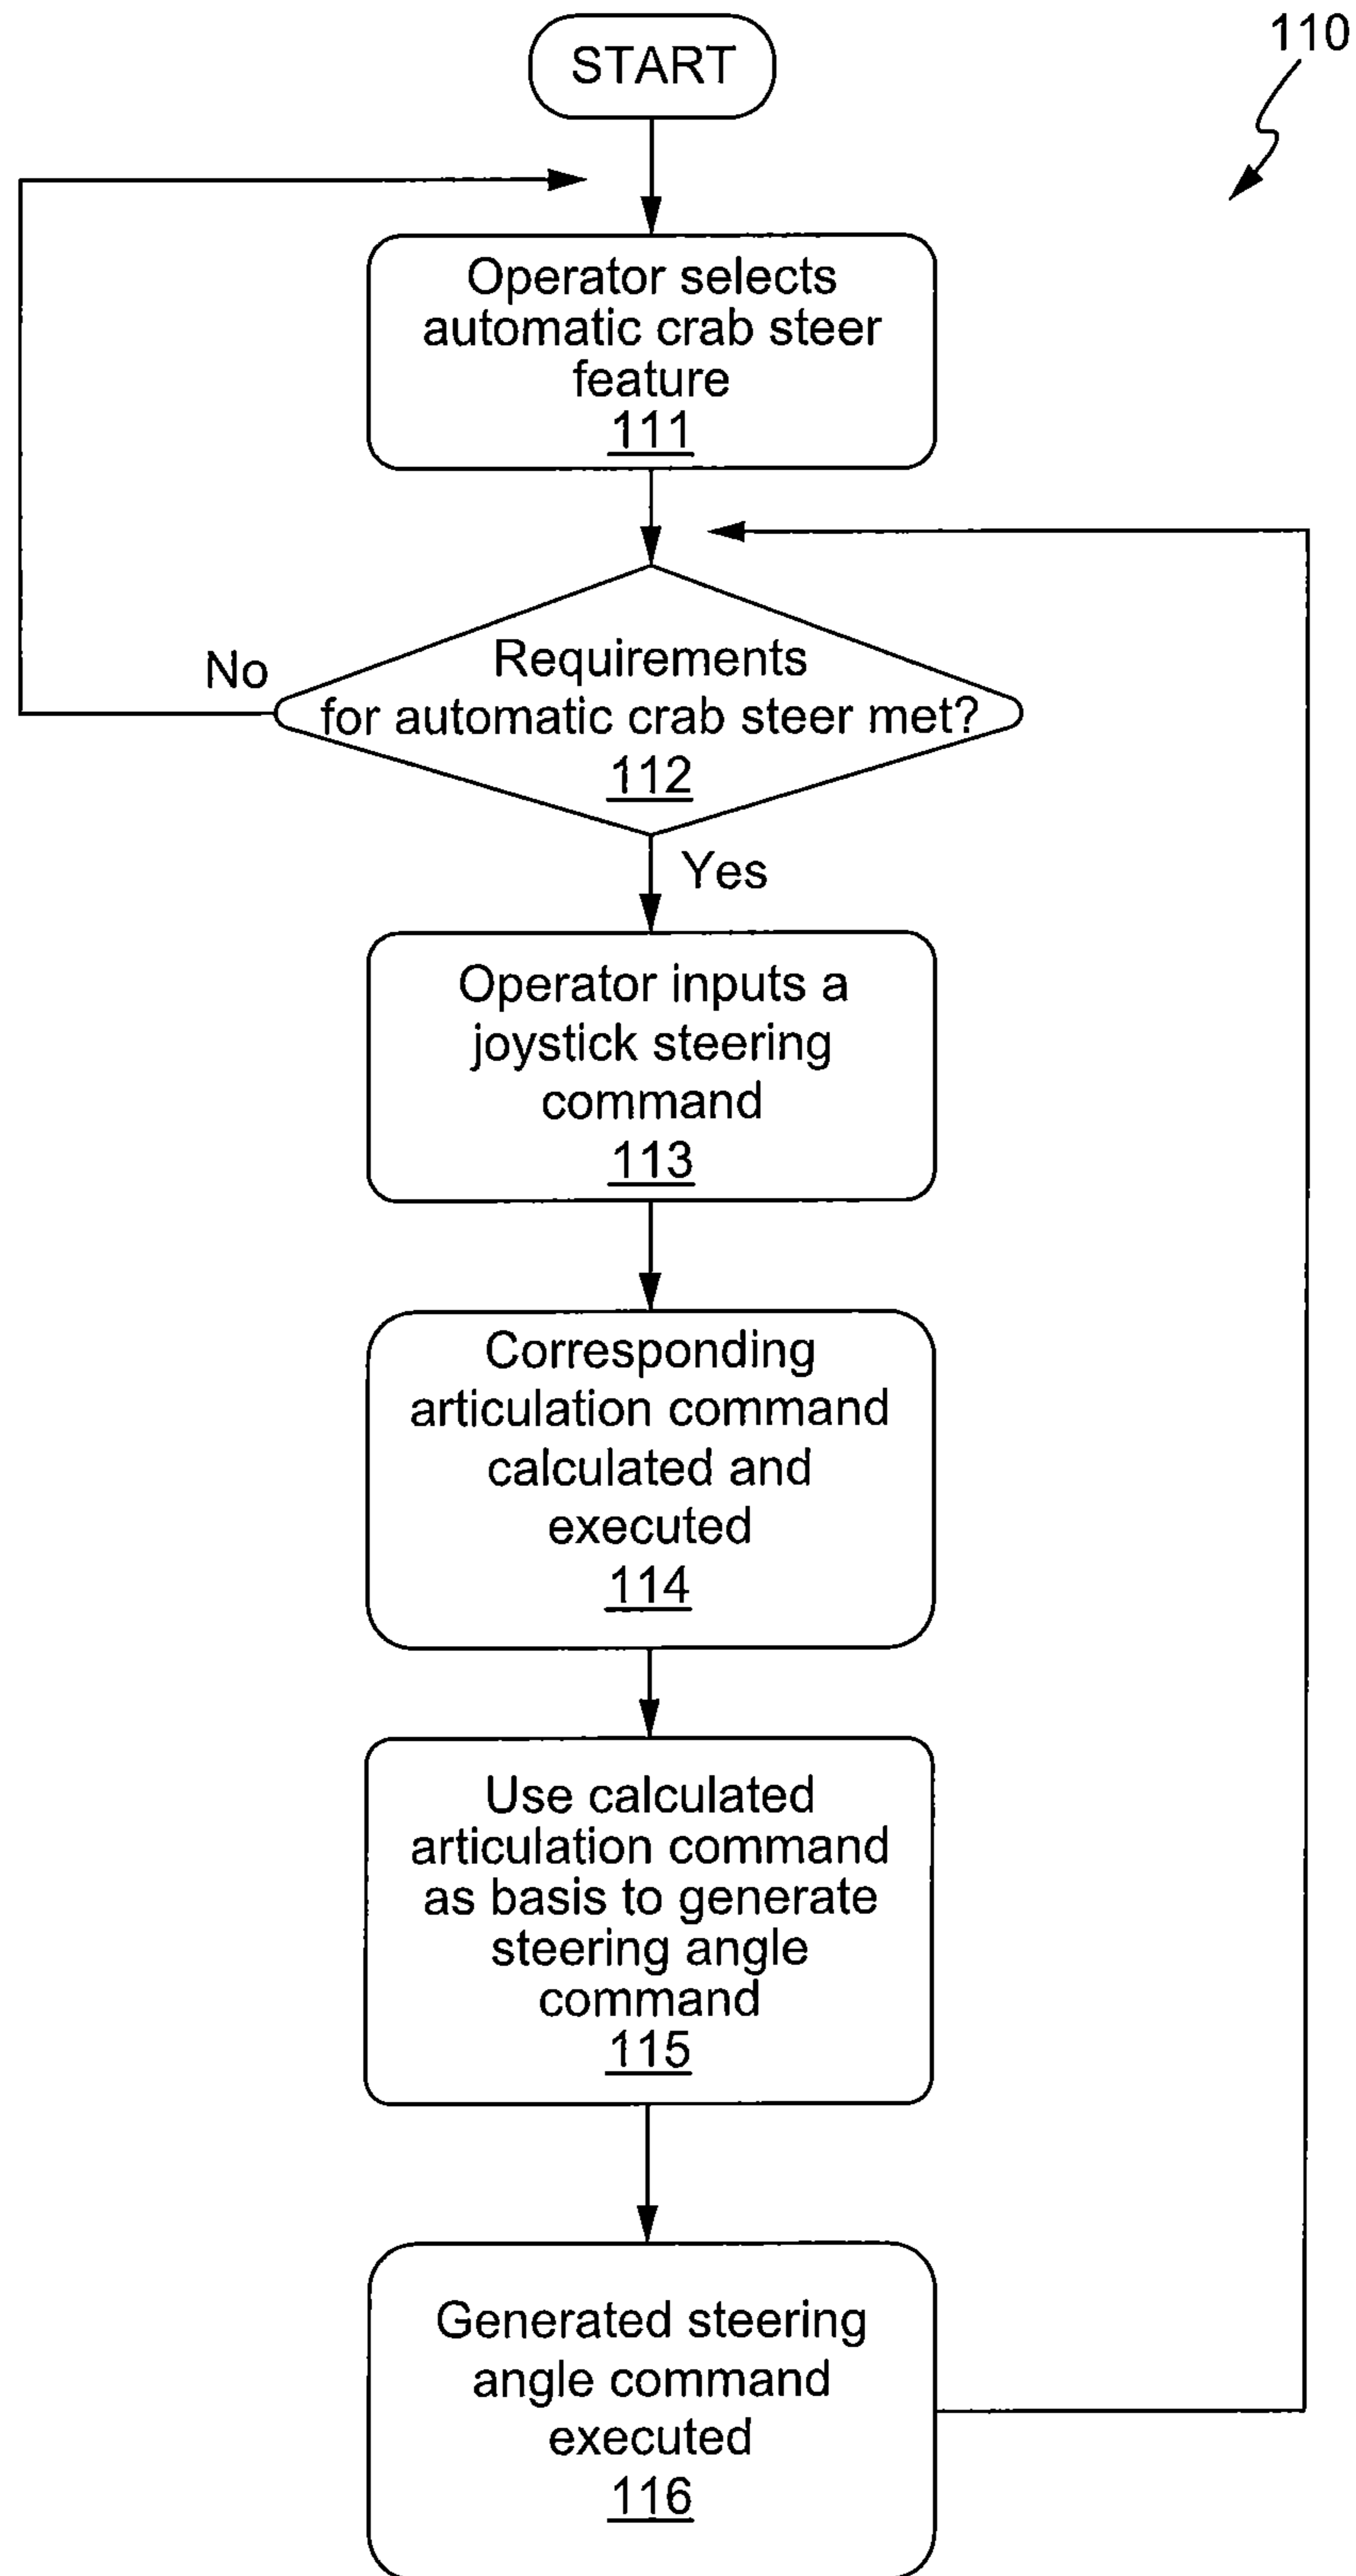 START
110
Operator selects
automatic crab steer
feature
111
Requirements
for automatic crab steer met?
112
No
Yes
Operator inputs a
joystick steering
command
113
Corresponding
articulation command
calculated and
executed
114
Use calculated
articulation command
as basis to generate
steering angle
command
115
Generated steering
angle command
executed
116